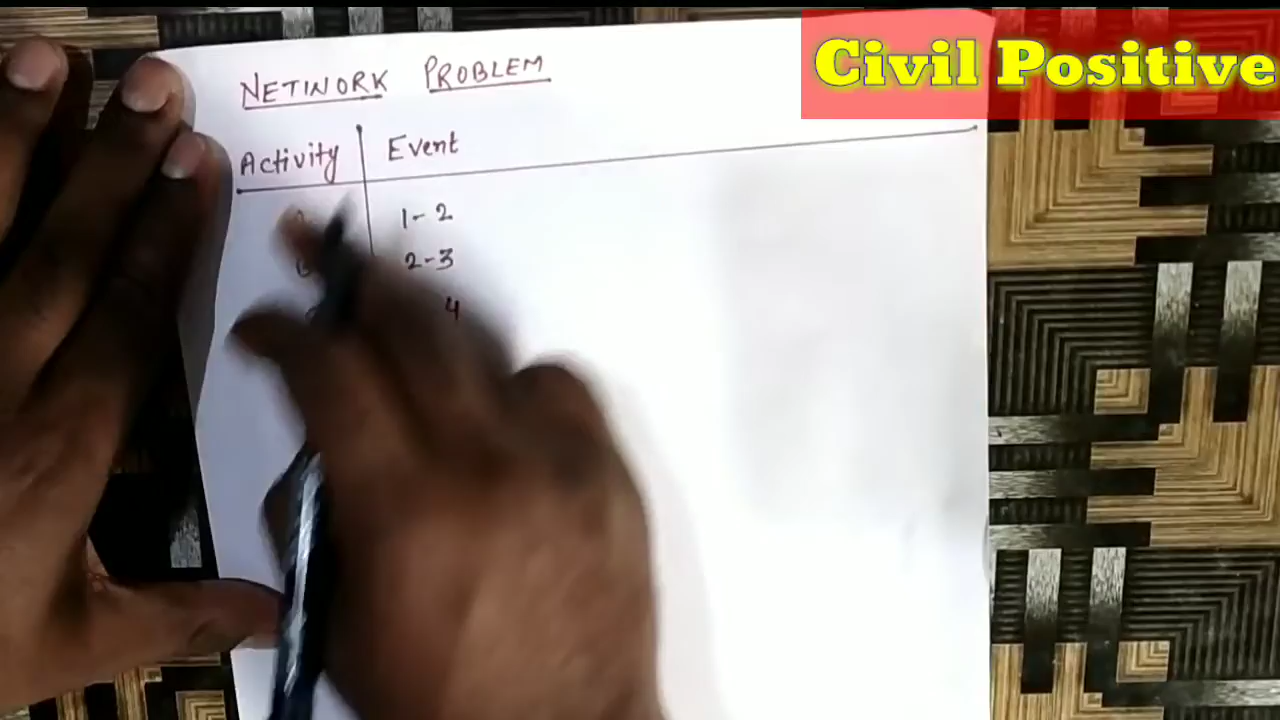 Civil Positive
NETWORK PROBLEM
Activity Event
1-2
2-3
4